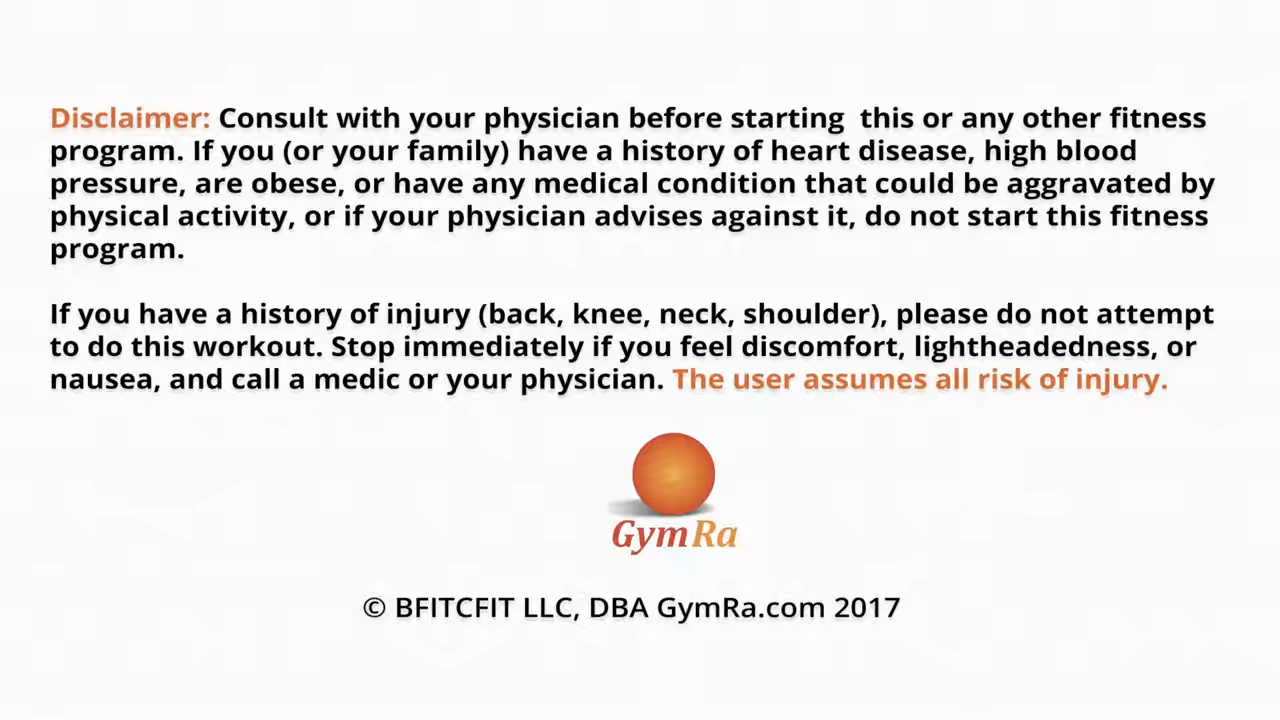 Disclaimer: Consult with your physician before starting  this or any other fitness
program. If you (or your family) have a history of heart disease, high blood
pressure, are obese, or have any medical condition that could be aggravated by
physical activity, or if your physician advises against it, do not start this fitness
program.
If you have a history of injury (back, knee, neck, shoulder), please do not attempt
to do this workout. Stop immediately if you feel discomfort, lightheadedness, or
nausea, and call a medic or your physician. The user assumes all risk of injury.
GymRa
© BFITCFIT LLC, DBA GymRa.com 2017